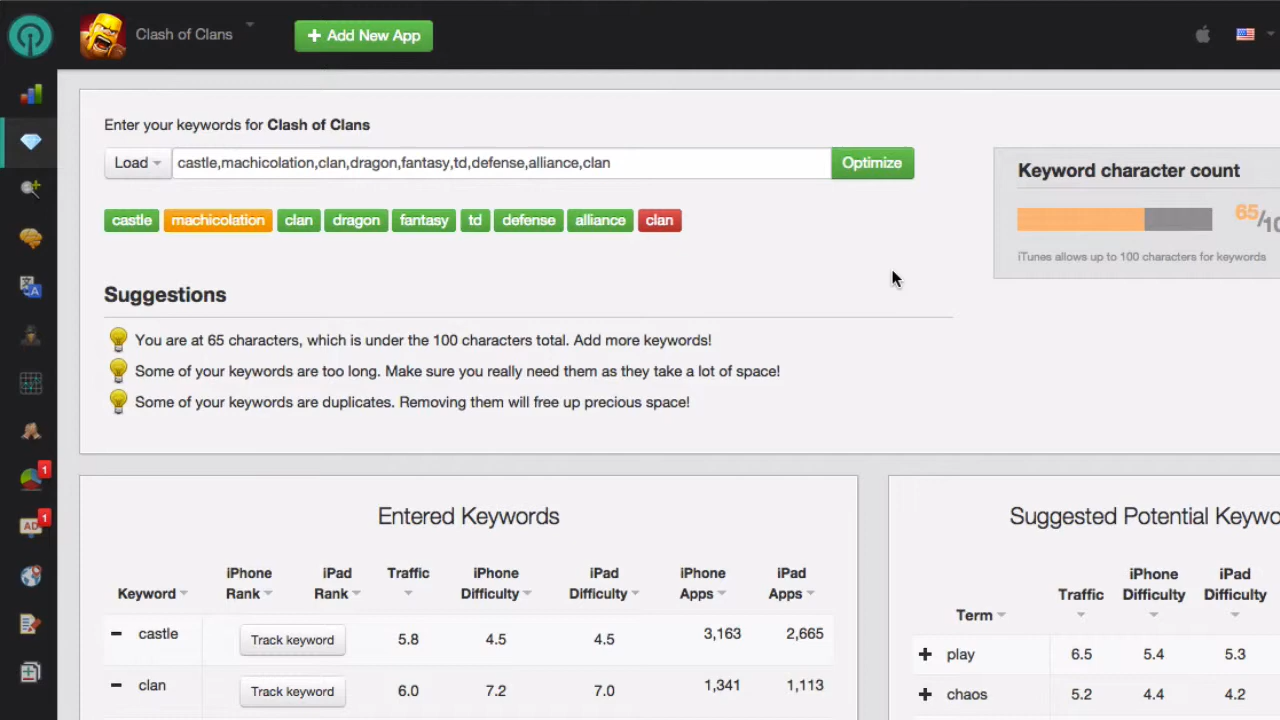 Clash of Clans
+ Add New App
Enter your keywords for Clash of Clans
Load
castle,machicolation,clan,dragon,fantasy,td,defense,alliance,clan
Optimize
castle machicolation clan dragon fantasy td defense alliance clan
Keyword character count
65/10
iTunes allows up to 100 characters for keywords
Suggestions
You are at 65 characters, which is under the 100 characters total. Add more keywords!
Some of your keywords are too long. Make sure you really need them as they take a lot of space!
Some of your keywords are duplicates. Removing them will free up precious space!
1
AD 1
Entered Keywords
Keyword iPhone Rank iPad Rank Traffic iPhone Difficulty iPad Difficulty iPhone Apps iPad Apps
castle Track keyword 5.8 4.5 4.5 3,163 2,665
clan Track keyword 6.0 7.2 7.0 1,341 1,113
Suggested Potential Keywo
Term Traffic iPhone Difficulty iPad Difficulty
play 6.5 5.4 5.3
chaos 5.2 4.4 4.2